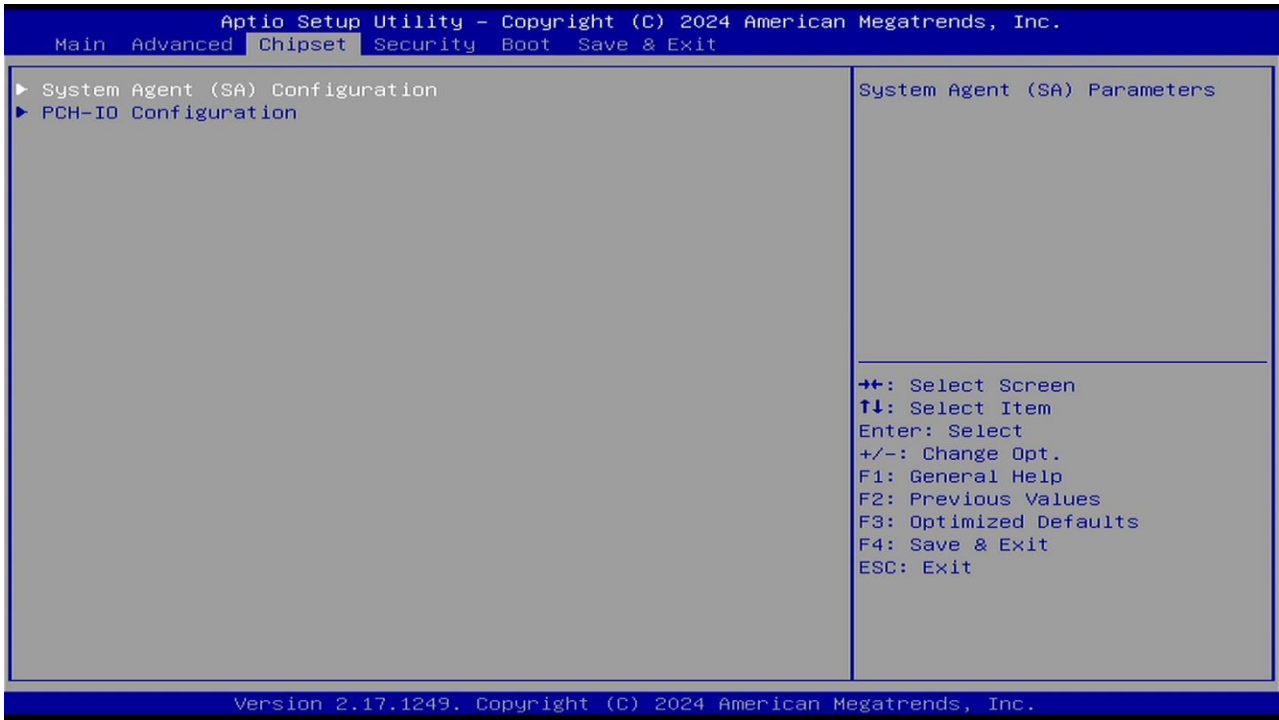 Aptio Setup Utility – Copyright (C) 2024 American Megatrends, Inc.
Main Advanced Chipset Security Boot Save & Exit
▶ System Agent (SA) Configuration
▶ PCH-IO Configuration
System Agent (SA) Parameters
→←: Select Screen
↑↓: Select Item
Enter: Select
+/-: Change Opt.
F1: General Help
F2: Previous Values
F3: Optimized Defaults
F4: Save & Exit
ESC: Exit
Version 2.17.1249. Copyright (C) 2024 American Megatrends, Inc.